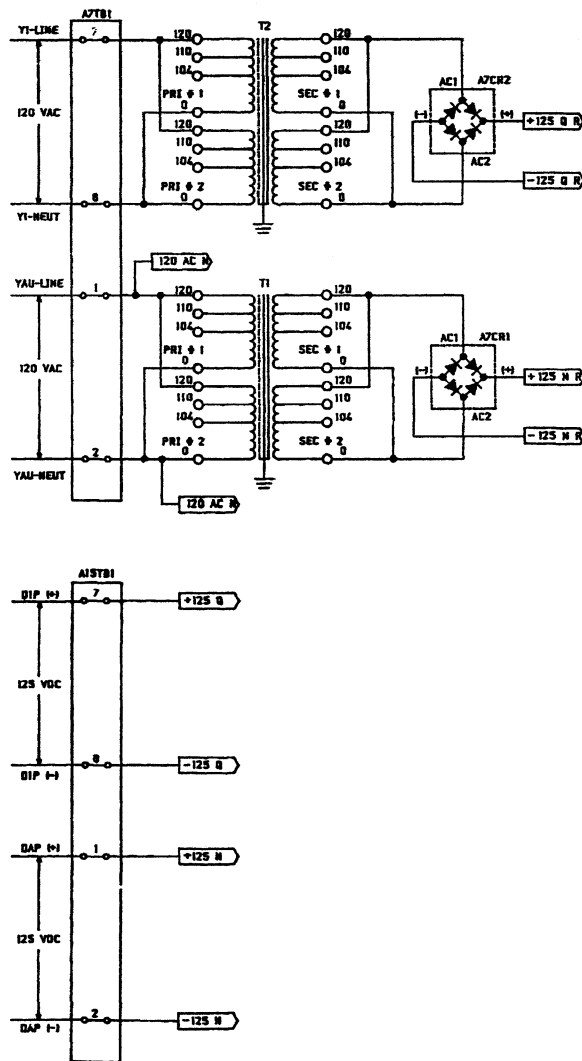 Y1-LINE
A7TB1
7
120
110
104
PRI # 1
0
120
110
104
PRI # 2
0
T2
120
110
104
SEC # 1
0
120
110
104
SEC # 2
0
AC1
A7CR2
(-)
(+)
AC2
+125 Q R
-125 Q R
120 VAC
8
Y1-NEUT
YAU-LINE
1
120 AC H
120
110
104
PRI # 1
0
120
110
104
PRI # 2
0
T1
120
110
104
SEC # 1
0
120
110
104
SEC # 2
0
AC1
A7CR1
(-)
(+)
AC2
+125 N R
-125 N R
120 VAC
2
YAU-NEUT
120 AC N
A15TB1
DIP (+)
7
+125 Q
125 VDC
DIP (-)
8
-125 Q
DAP (+)
1
+125 N
125 VDC
DAP (-)
2
-125 N